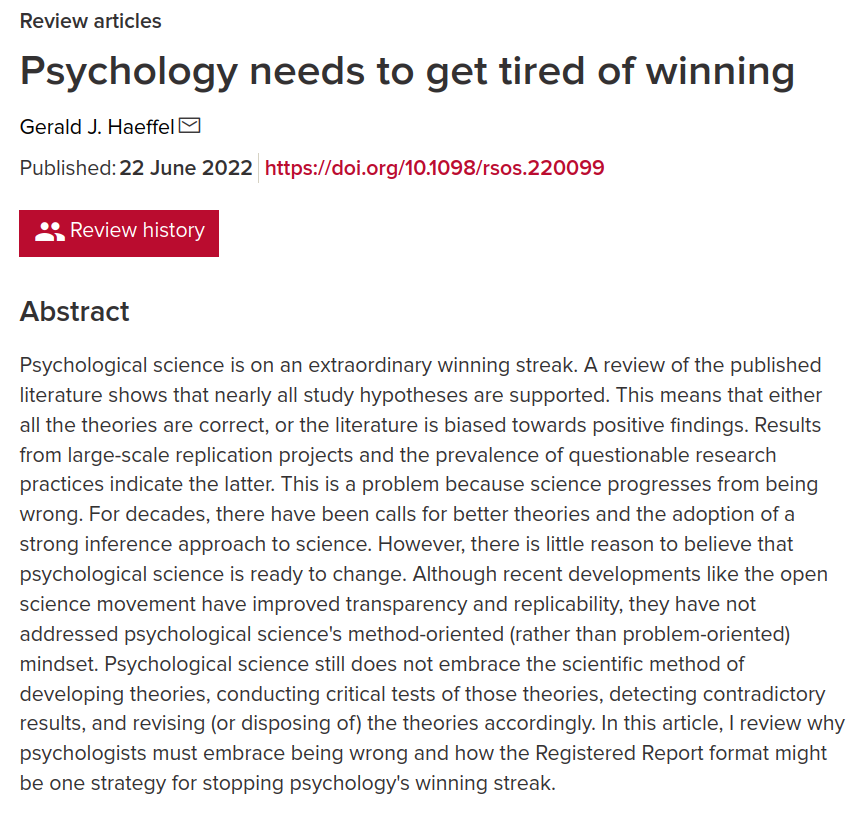 Review articles
Psychology needs to get tired of winning
Gerald J. Haeffel
Published: 22 June 2022 https://doi.org/10.1098/rsos.220099
Review history
Abstract
Psychological science is on an extraordinary winning streak. A review of the published
literature shows that nearly all study hypotheses are supported. This means that either
all the theories are correct, or the literature is biased towards positive findings. Results
from large-scale replication projects and the prevalence of questionable research
practices indicate the latter. This is a problem because science progresses from being
wrong. For decades, there have been calls for better theories and the adoption of a
strong inference approach to science. However, there is little reason to believe that
psychological science is ready to change. Although recent developments like the open
science movement have improved transparency and replicability, they have not
addressed psychological science's method-oriented (rather than problem-oriented)
mindset. Psychological science still does not embrace the scientific method of
developing theories, conducting critical tests of those theories, detecting contradictory
results, and revising (or disposing of) the theories accordingly. In this article, I review why
psychologists must embrace being wrong and how the Registered Report format might
be one strategy for stopping psychology's winning streak.